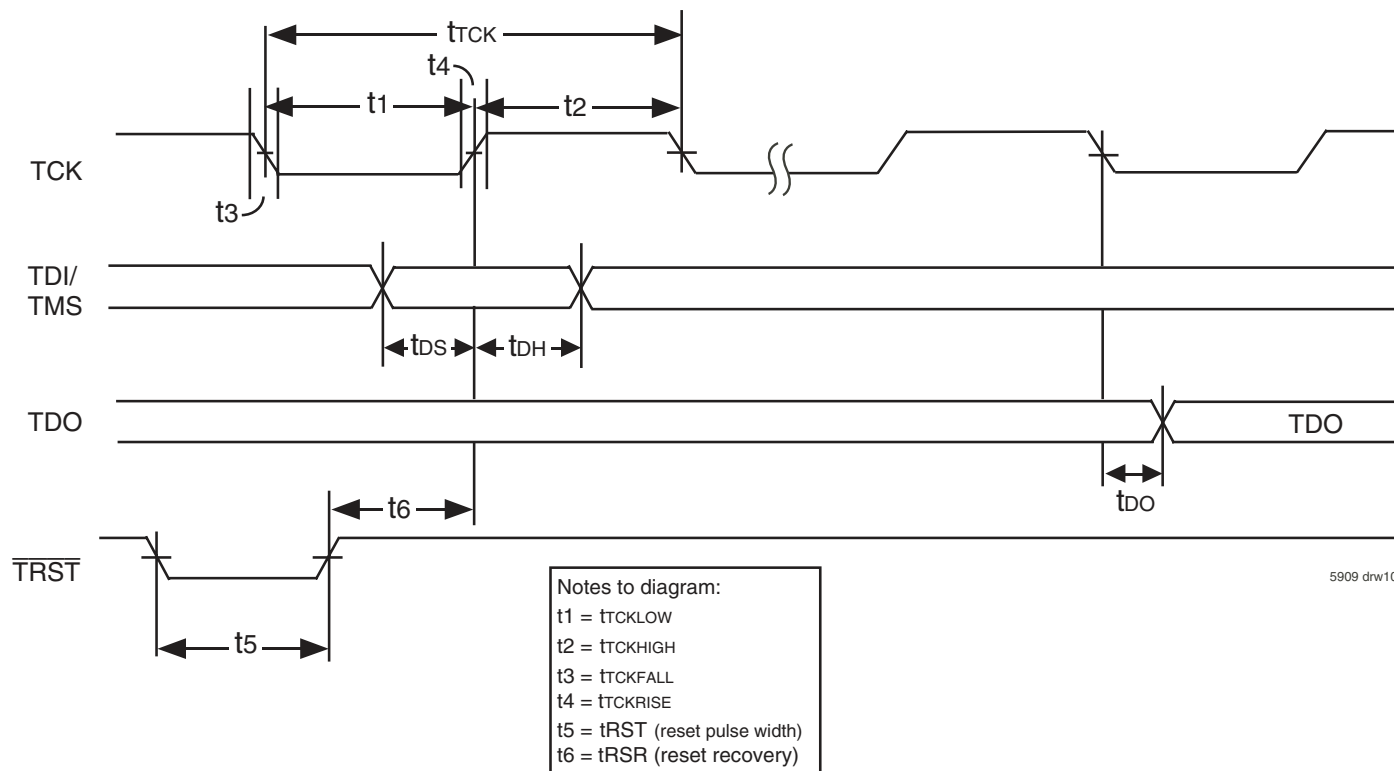 tTCK
t4
t1
t2
TCK
t3
TDI/
TMS
tDS
tDH
TDO
TDO
tDO
t6
TRST
5909 drw10
t5
Notes to diagram:
t1 = tTCKLOW
t2 = tTCKHIGH
t3 = tTCKFALL
t4 = tTCKRISE
t5 = tRST (reset pulse width)
t6 = tRSR (reset recovery)